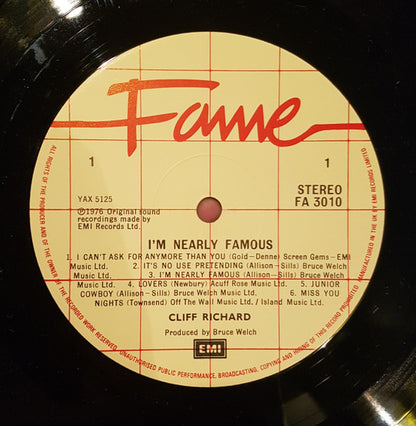 Fame
1
1
YAX 5125
STEREO
FA 3010
℗1976 Original sound
recordings made by
EMI Records Ltd.
I'M NEARLY FAMOUS
1. I CAN'T ASK FOR ANYMORE THAN YOU (Gold-Denne) Screen Gems-EMI
Music Ltd. 2. IT'S NO USE PRETENDING (Allison-Sills) Bruce Welch
Music Ltd. 3. I'M NEARLY FAMOUS (Allison-Sills) Bruce Welch
Music Ltd. 4. LOVERS (Newbury) Acuff Rose Music Ltd. 5. JUNIOR
COWBOY (Allison-Sills) Bruce Welch Music Ltd. 6. MISS YOU
NIGHTS (Townsend) Off The Wall Music Ltd./Island Music Ltd.
CLIFF RICHARD
Produced by Bruce Welch
EMI
ALL RIGHTS OF THE PRODUCER AND OF THE OWNER OF THE RECORDED WORK RESERVED. UNAUTHORISED PUBLIC PERFORMANCE, BROADCASTING, COPYING AND HIRING OF THIS RECORD PROHIBITED. MANUFACTURED IN THE UK BY EMI RECORDS LIMITED